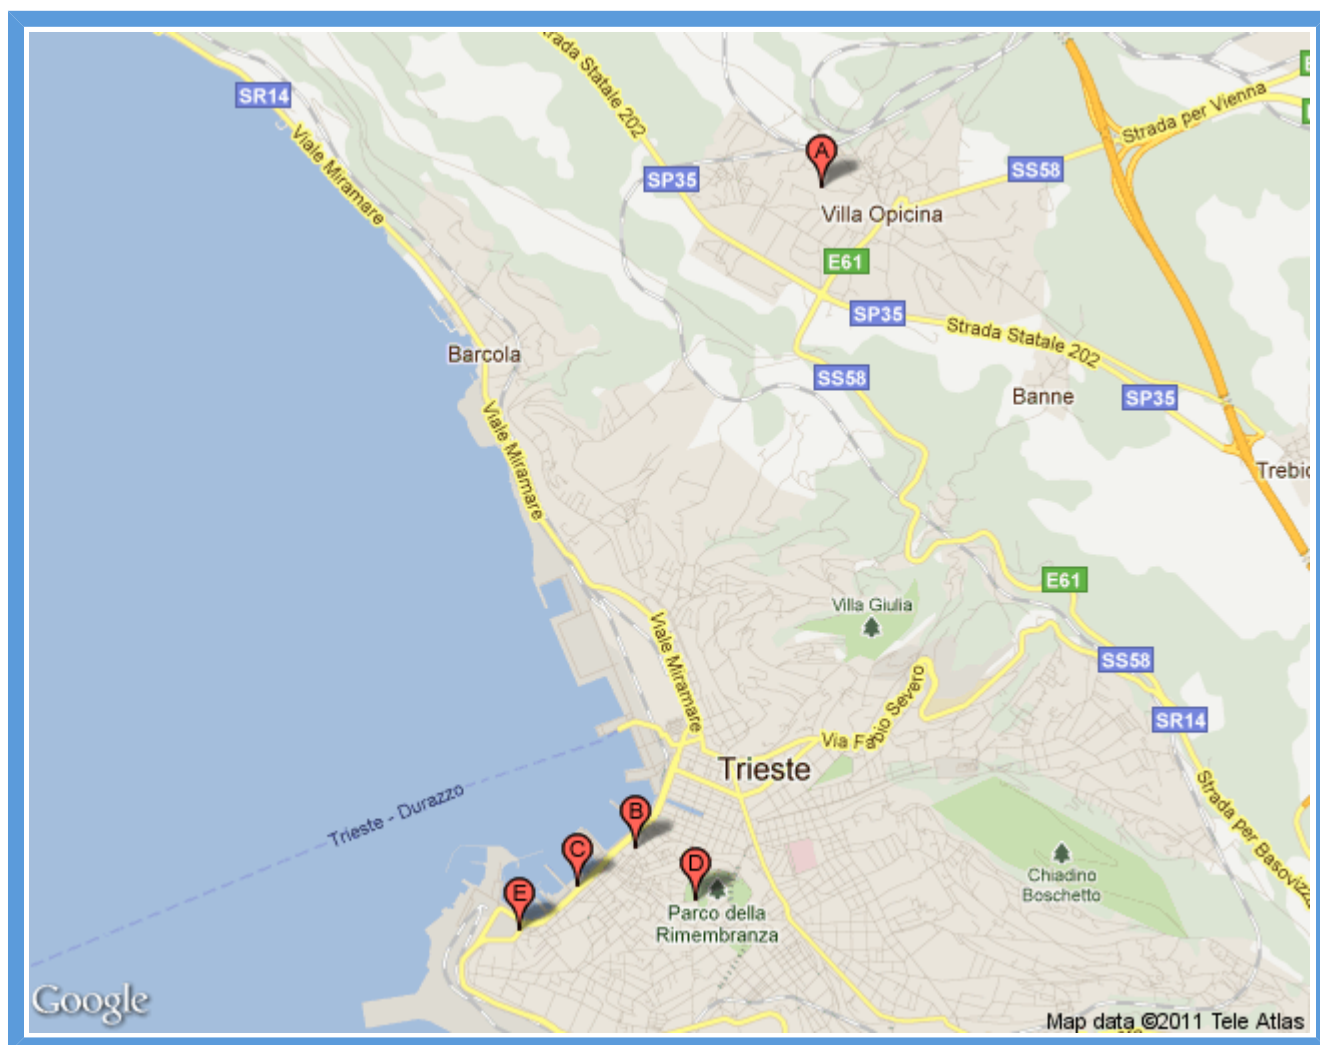 Strada Statale 202
SR14
Viale Miramare
SP35
A
Villa Opicina
SS58
Strada per Vienna
E61
SP35
Strada Statale 202
Barcola
SS58
Banne
SP35
Viale Miramare
E61
Villa Giulia
Viale Miramare
SS58
Via Fabio Severo
SR14
Trieste
Trieste - Durazzo
Strada per Basovizza
B
C
D
E
Parco della
Rimembranza
Chiadino
Boschetto
Google
Map data ©2011 Tele Atlas